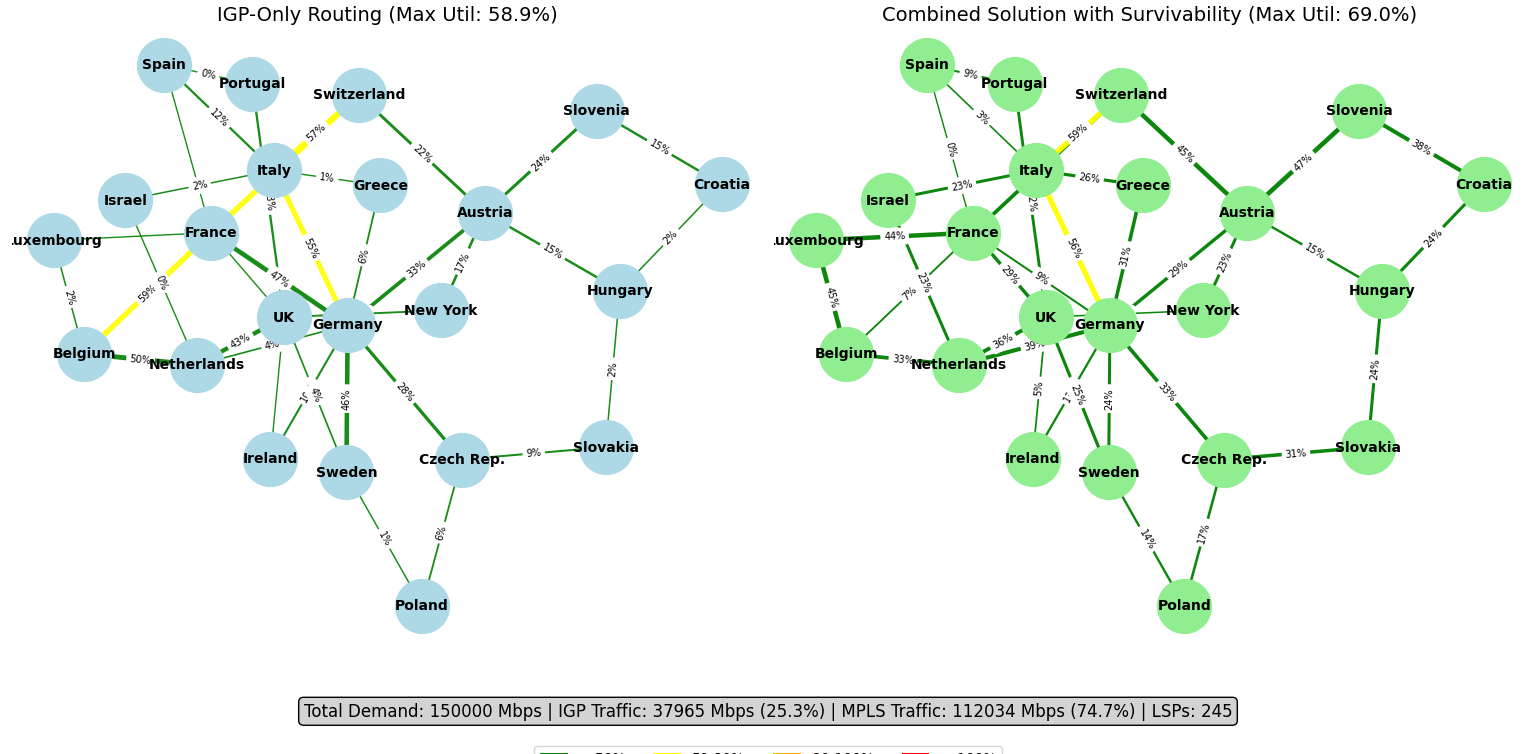 IGP-Only Routing (Max Util: 58.9%)
Spain
0%
Portugal
12%
Switzerland
57%
22%
Slovenia
24%
15%
Croatia
Italy
1%
Greece
Israel
2%
3%
Austria
uxembourg
France
55%
6%
33%
17%
15%
2%
47%
0%
59%
2%
Hungary
New York
UK
Germany
43%
4%
Belgium
50%
Netherlands
46%
4%
28%
2%
Ireland
Sweden
Czech Rep.
9%
Slovakia
1%
6%
Poland
Combined Solution with Survivability (Max Util: 69.0%)
Spain
9%
Portugal
3%
0%
Switzerland
59%
45%
Slovenia
47%
38%
Croatia
Italy
26%
Greece
Israel
23%
2%
Austria
uxembourg
44%
France
56%
31%
29%
23%
15%
24%
29%
9%
23%
7%
45%
Hungary
New York
UK
Germany
36%
39%
Belgium
33%
Netherlands
5%
25%
24%
33%
24%
Ireland
Sweden
Czech Rep.
31%
Slovakia
14%
17%
Poland
Total Demand: 150000 Mbps | IGP Traffic: 37965 Mbps (25.3%) | MPLS Traffic: 112034 Mbps (74.7%) | LSPs: 245